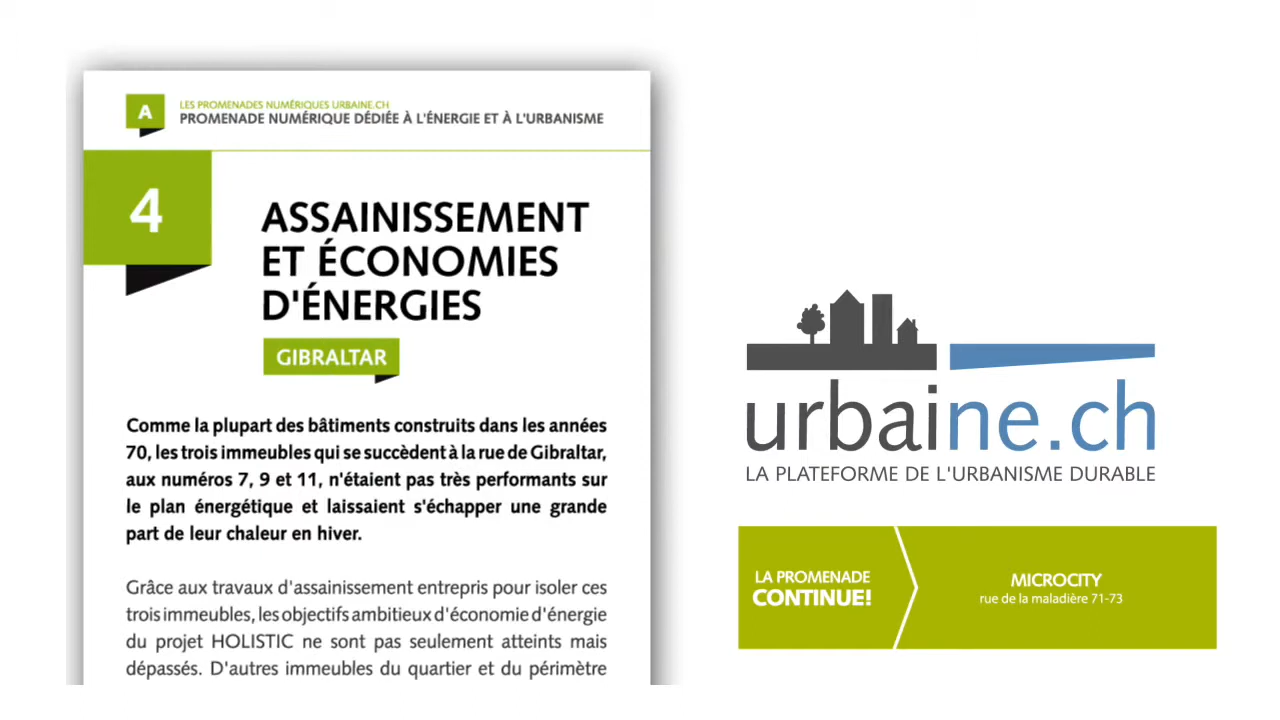 A
LES PROMENADES NUMÉRIQUES URBAINE.CH
PROMENADE NUMÉRIQUE DÉDIÉE À L'ÉNERGIE ET À L'URBANISME
4
ASSAINISSEMENT
ET ÉCONOMIES
D'ÉNERGIES
GIBRALTAR
Comme la plupart des bâtiments construits dans les années
70, les trois immeubles qui se succèdent à la rue de Gibraltar,
aux numéros 7, 9 et 11, n'étaient pas très performants sur
le plan énergétique et laissaient s'échapper une grande
part de leur chaleur en hiver.
Grâce aux travaux d'assainissement entrepris pour isoler ces
trois immeubles, les objectifs ambitieux d'économie d'énergie
du projet HOLISTIC ne sont pas seulement atteints mais
dépassés. D'autres immeubles du quartier et du périmètre
urbaine.ch
LA PLATEFORME DE L'URBANISME DURABLE
LA PROMENADE
CONTINUE!
MICROCITY
rue de la maladière 71-73